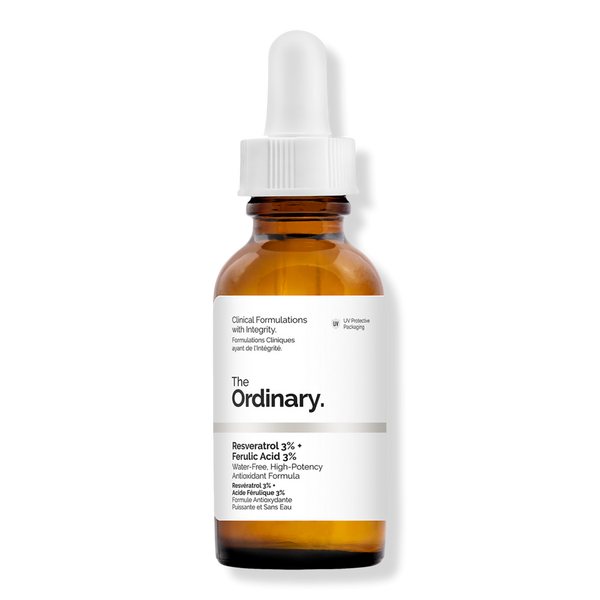 Clinical Formulations
with Integrity.
Formulations Cliniques
ayant de l'Intégrité.
UV
UV Protective
Packaging
The
Ordinary.
Resveratrol 3% +
Ferulic Acid 3%
Water-Free, High-Potency
Antioxidant Formula
Resvératrol 3% +
Acide Férulique 3%
Formule Antioxydante
Puissante et Sans Eau